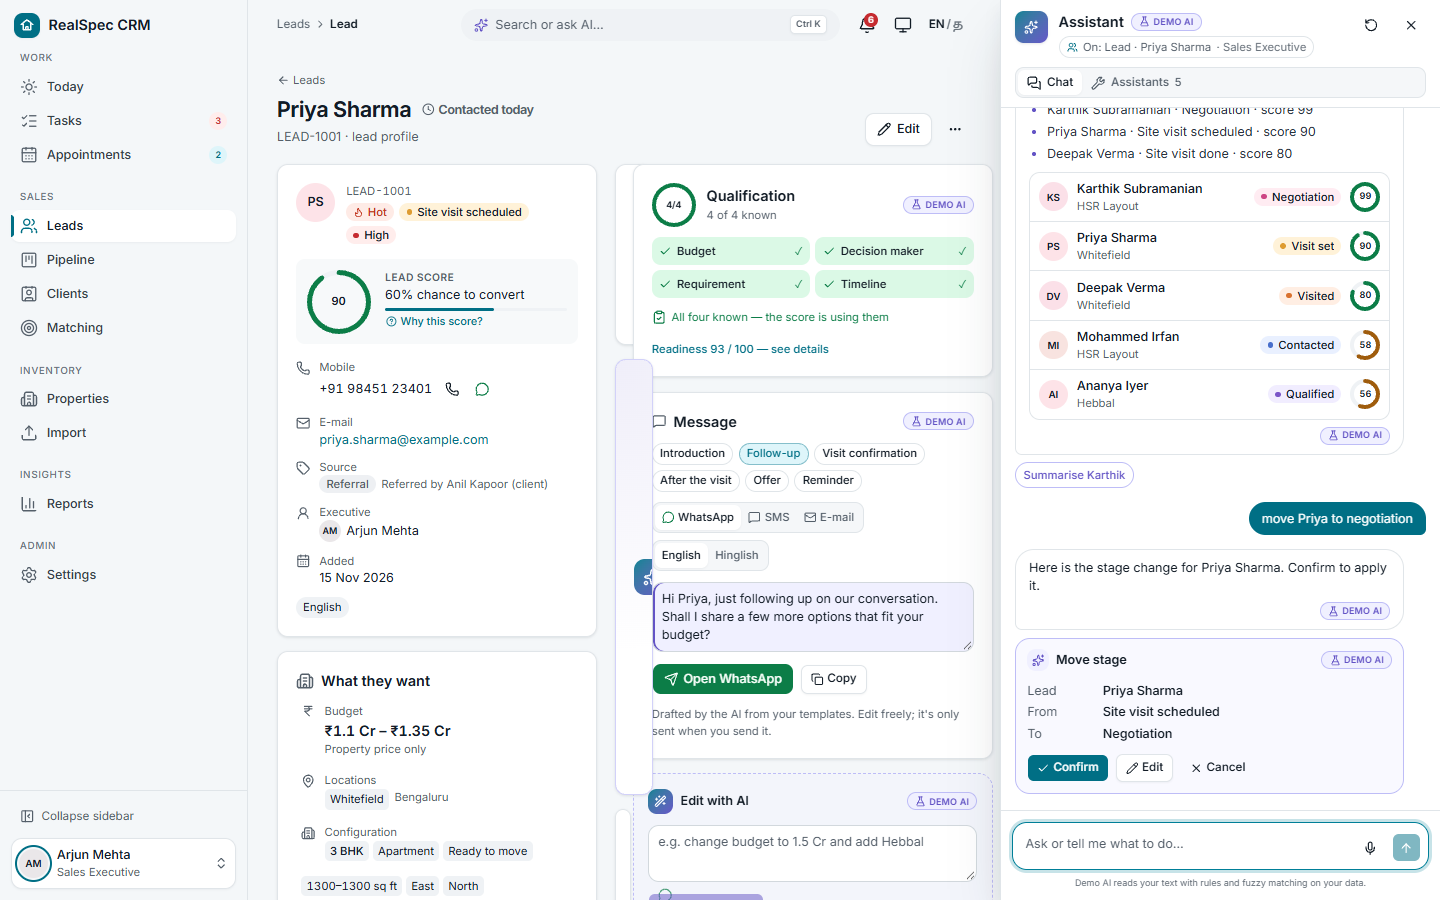 RealSpec CRM
WORK
Today
Tasks
3
Appointments
2
SALES
Leads
Pipeline
Clients
Matching
INVENTORY
Properties
Import
INSIGHTS
Reports
ADMIN
Settings
Collapse sidebar
AM
Arjun Mehta
Sales Executive
Leads > Lead
Search or ask AI...
Ctrl K
6
EN / த
Leads
Priya Sharma
Contacted today
LEAD-1001 · lead profile
Edit
PS
LEAD-1001
Hot
Site visit scheduled
High
90
LEAD SCORE
60% chance to convert
Why this score?
Mobile
+91 98451 23401
E-mail
priya.sharma@example.com
Source
Referral
Referred by Anil Kapoor (client)
Executive
AM
Arjun Mehta
Added
15 Nov 2026
English
What they want
Budget
₹1.1 Cr – ₹1.35 Cr
Property price only
Locations
Whitefield
Bengaluru
Configuration
3 BHK
Apartment
Ready to move
1300–1300 sq ft
East
North
4/4
Qualification
4 of 4 known
DEMO AI
Budget
Decision maker
Requirement
Timeline
All four known — the score is using them
Readiness 93 / 100 — see details
Message
DEMO AI
Introduction
Follow-up
Visit confirmation
After the visit
Offer
Reminder
WhatsApp
SMS
E-mail
English
Hinglish
Hi Priya, just following up on our conversation.
Shall I share a few more options that fit your
budget?
Open WhatsApp
Copy
Drafted by the AI from your templates. Edit freely; it's only
sent when you send it.
Edit with AI
DEMO AI
e.g. change budget to 1.5 Cr and add Hebbal
Assistant
DEMO AI
On: Lead · Priya Sharma · Sales Executive
Chat
Assistants 5
Karthik Subramanian · Negotiation · score 99
Priya Sharma · Site visit scheduled · score 90
Deepak Verma · Site visit done · score 80
KS
Karthik Subramanian
HSR Layout
Negotiation
99
PS
Priya Sharma
Whitefield
Visit set
90
DV
Deepak Verma
Whitefield
Visited
80
MI
Mohammed Irfan
HSR Layout
Contacted
58
AI
Ananya Iyer
Hebbal
Qualified
56
DEMO AI
Summarise Karthik
move Priya to negotiation
Here is the stage change for Priya Sharma. Confirm to apply
it.
DEMO AI
Move stage
DEMO AI
Lead Priya Sharma
From Site visit scheduled
To Negotiation
Confirm
Edit
Cancel
Ask or tell me what to do...
Demo AI reads your text with rules and fuzzy matching on your data.